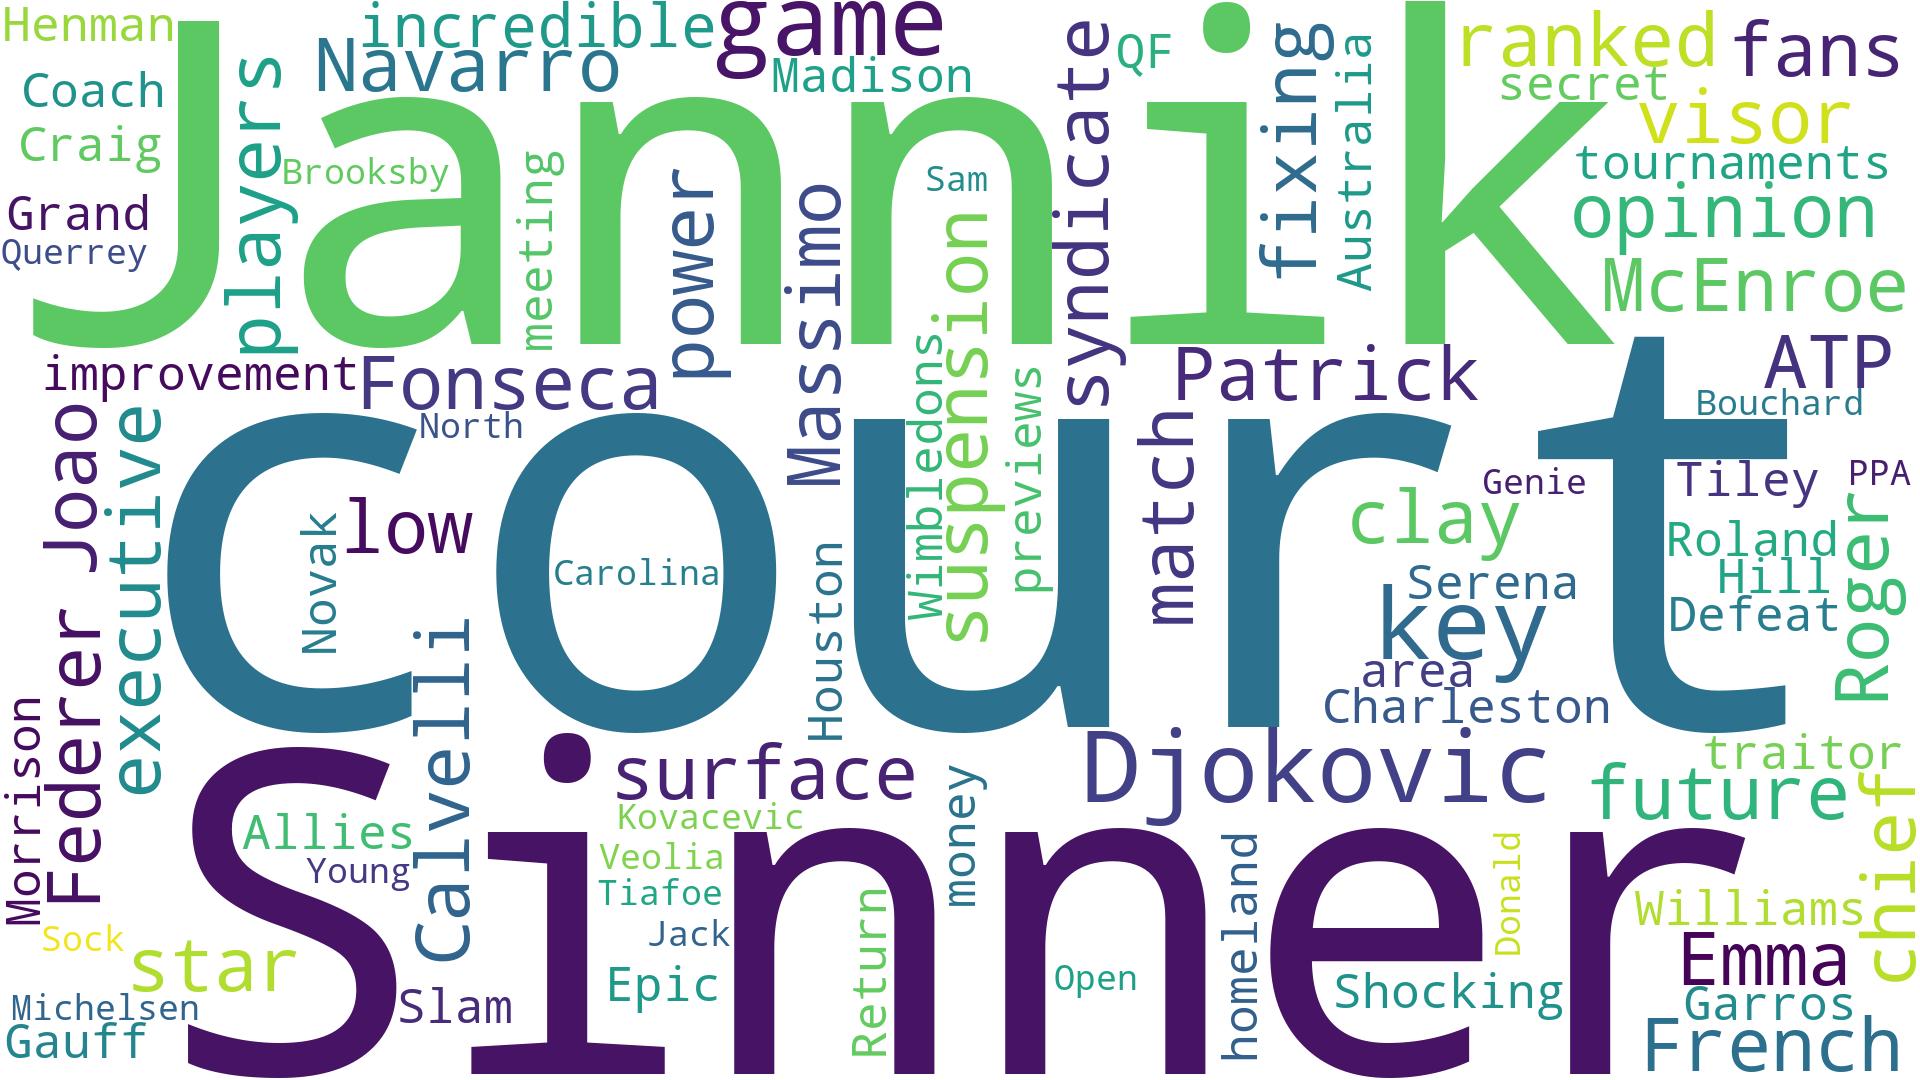 Henman
incredible
game
ranked
fans
Navarro
QF
Coach
Madison
secret
visor
Craig
players
syndicate
fixing
Australia
Jannik
Brooksby
meeting
power
Massimo
Sam
tournaments
Grand
opinion
Querrey
McEnroe
improvement
Fonseca
suspension
Patrick
ATP
Bouchard
North
Joao
executive
Wimbledons
previews
match
court
Genie
Tiley
PPA
low
clay
Novak
Carolina
Houston
Serena
Roland
Hill
Roger
key
Defeat
area
Charleston
Federer
Calvelli
Morrison
surface
Djokovic
traitor
future
chief
Kovacevic
money
Allies
Young
Veolia
Tiafoe
Sinner
homeland
Donald
Williams
Sock
star
Jack
Return
Emma
Epic
Open
Shocking
Michelsen
Slam
Garros
Gauff
French